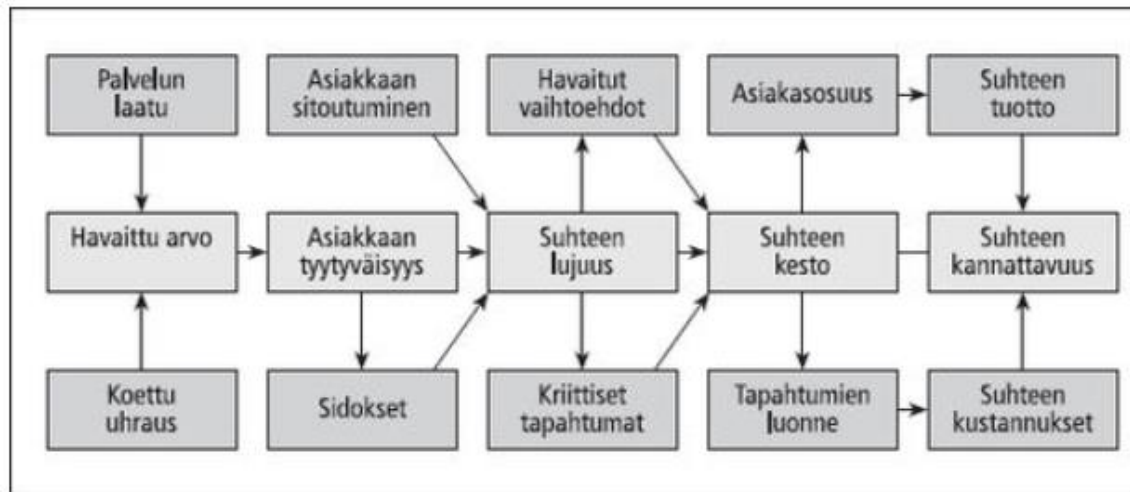 Palvelun
laatu
Asiakkaan
sitoutuminen
Havaitut
vaihtoehdot
Asiakasosuus
Suhteen
tuotto
Havaittu arvo
Asiakkaan
tyytyväisyys
Suhteen
lujuus
Suhteen
kesto
Suhteen
kannattavuus
Koettu
uhraus
Sidokset
Kriittiset
tapahtumat
Tapahtumien
luonne
Suhteen
kustannukset